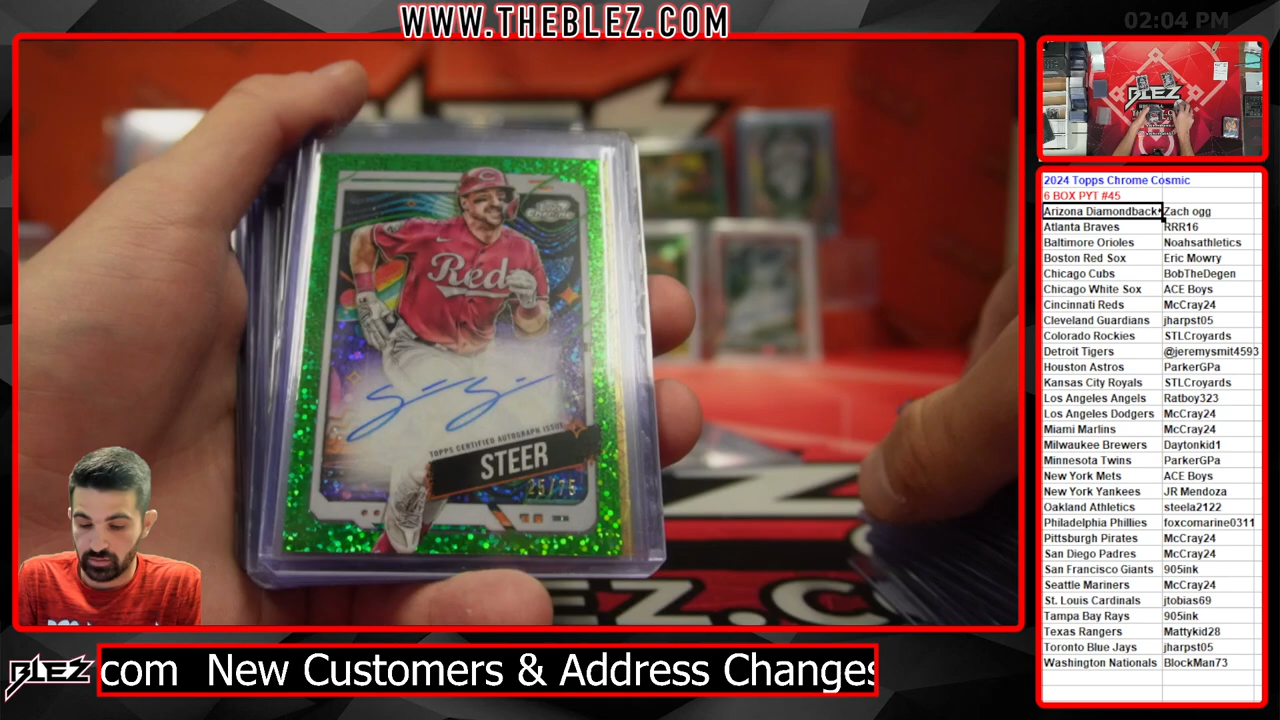 WWW.THEBLEZ.COM
02:04 PM
Reds
TOPPS CERTIFIED AUTOGRAPH ISSUE
STEER
25/75
BLEZ
2024 Topps Chrome Cosmic
6 BOX PYT #45
Arizona Diamondback Zach ogg
Atlanta Braves RRR16
Baltimore Orioles Noahsathletics
Boston Red Sox Eric Mowry
Chicago Cubs BobTheDegen
Chicago White Sox ACE Boys
Cincinnati Reds McCray24
Cleveland Guardians jharpst05
Colorado Rockies STLCroyards
Detroit Tigers @jeremysmit4593
Houston Astros ParkerGPa
Kansas City Royals STLCroyards
Los Angeles Angels Ratboy323
Los Angeles Dodgers McCray24
Miami Marlins McCray24
Milwaukee Brewers Daytonkid1
Minnesota Twins ParkerGPa
New York Mets ACE Boys
New York Yankees JR Mendoza
Oakland Athletics steela2122
Philadelphia Phillies foxcomarine0311
Pittsburgh Pirates McCray24
San Diego Padres McCray24
San Francisco Giants 905ink
Seattle Mariners McCray24
St. Louis Cardinals jtobias69
Tampa Bay Rays 905ink
Texas Rangers Mattykid28
Toronto Blue Jays jharpst05
Washington Nationals BlockMan73
BLEZ
com New Customers & Address Changes